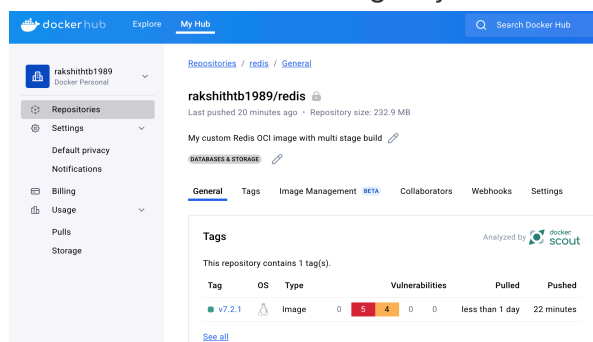 dockerhub Explore My Hub Search Docker Hub
rakshithtb1989
Docker Personal
Repositories
Settings
Default privacy
Notifications
Billing
Usage
Pulls
Storage
Repositories / redis / General
rakshithtb1989/redis
Last pushed 20 minutes ago • Repository size: 232.9 MB
My custom Redis OCI image with multi stage build
DATABASES & STORAGE
General Tags Image Management BETA Collaborators Webhooks Settings
Tags Analyzed by docker scout
This repository contains 1 tag(s).
Tag OS Type Vulnerabilities Pulled Pushed
v7.2.1 Image 0 5 4 0 0 less than 1 day 22 minutes
See all